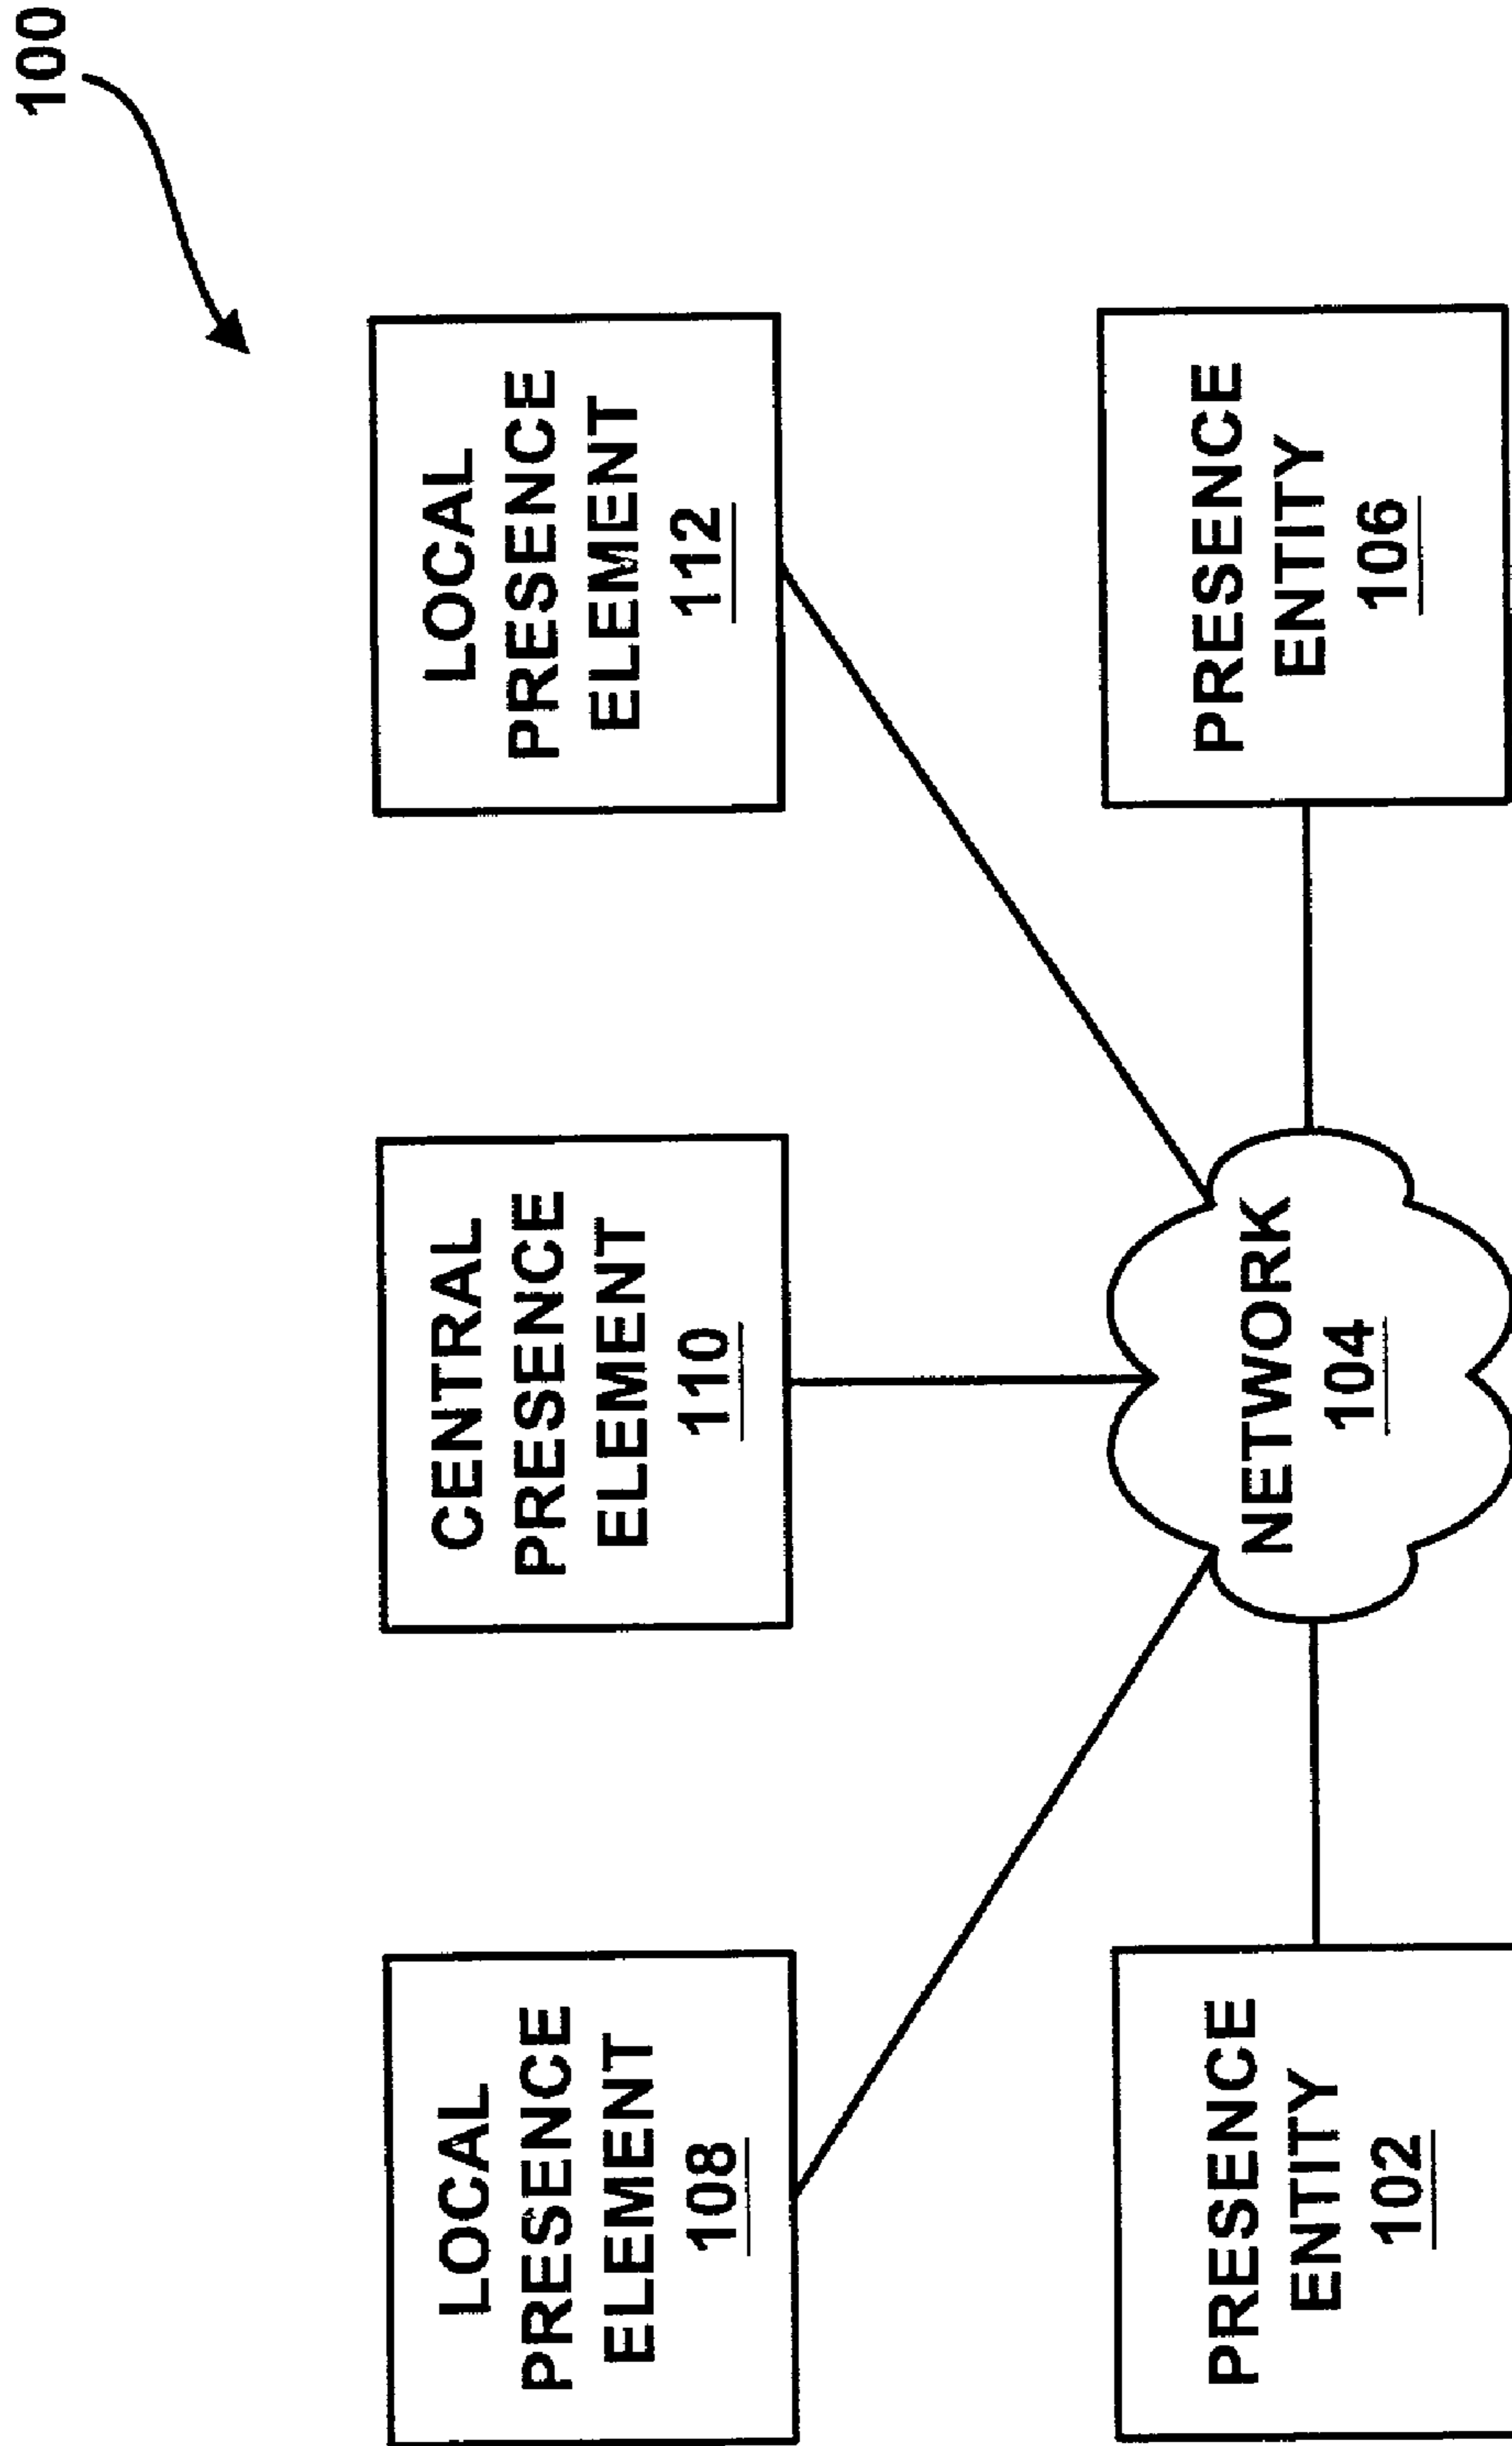 100
LOCAL
PRESENCE
ELEMENT
108
CENTRAL
PRESENCE
ELEMENT
110
LOCAL
PRESENCE
ELEMENT
112
PRESENCE
ENTITY
102
NETWORK
104
PRESENCE
ENTITY
106